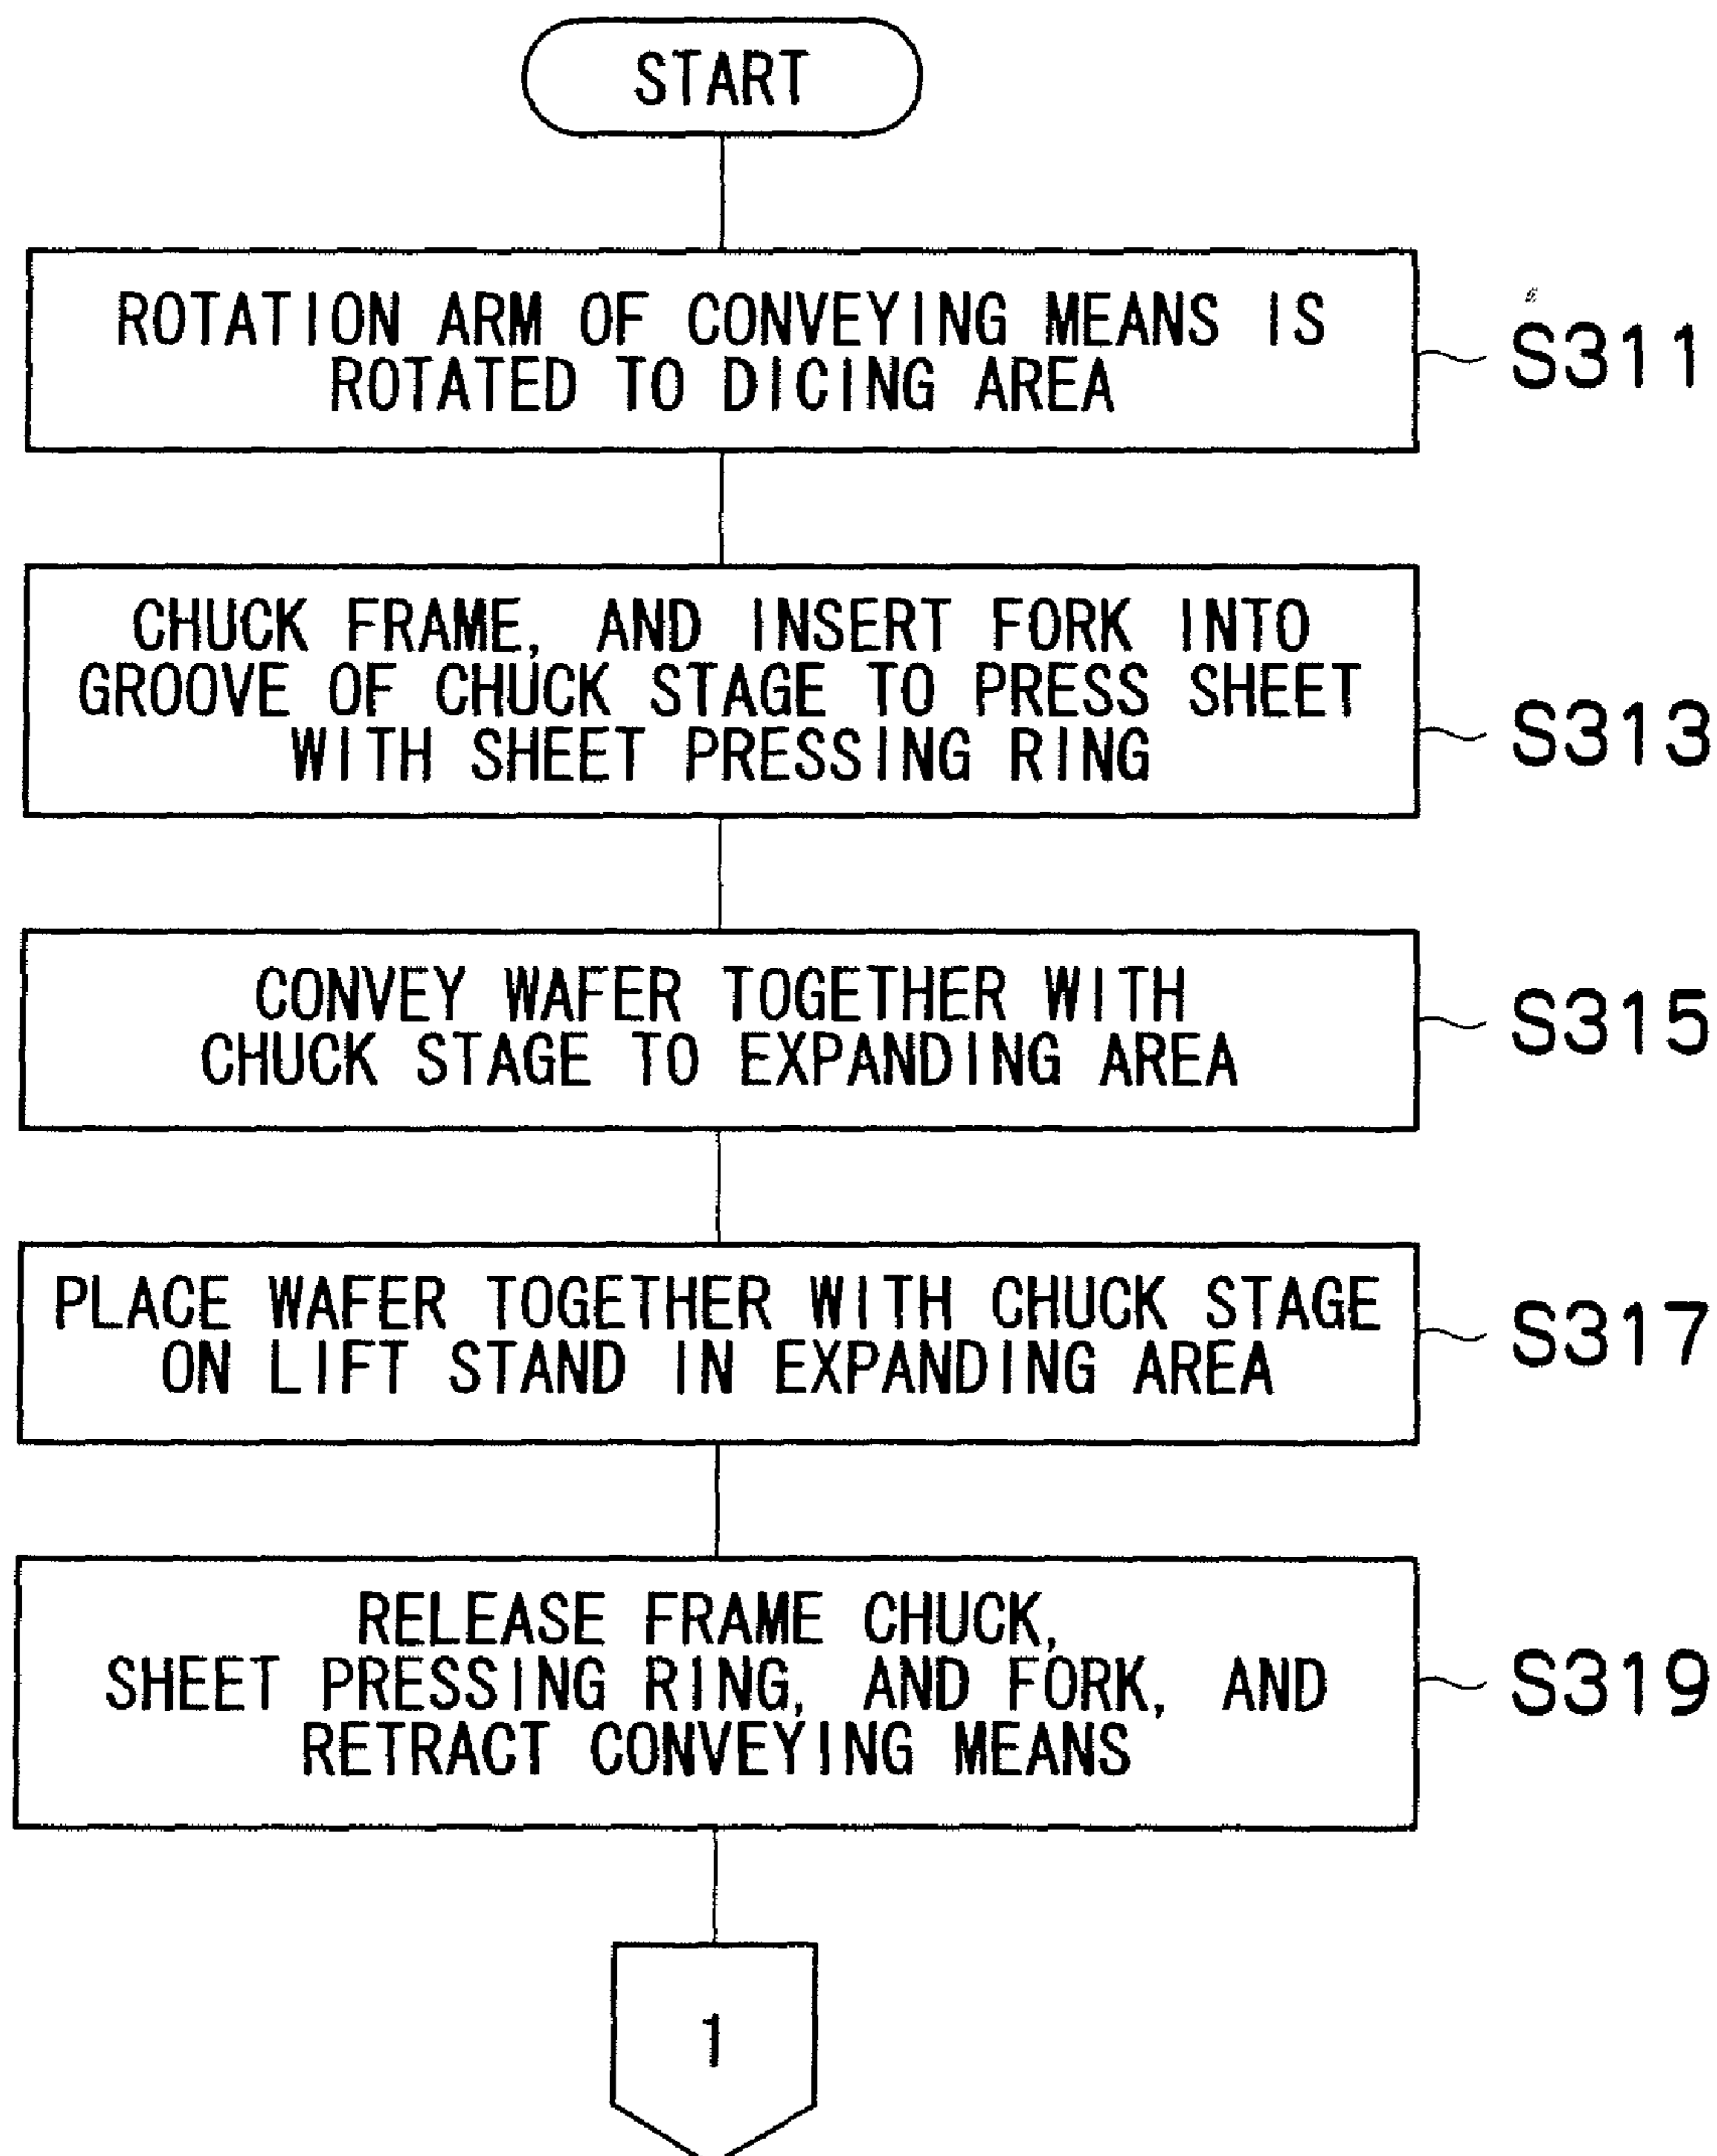 START
ROTATION ARM OF CONVEYING MEANS IS
ROTATED TO DICING AREA
S311
CHUCK FRAME, AND INSERT FORK INTO
GROOVE OF CHUCK STAGE TO PRESS SHEET
WITH SHEET PRESSING RING
S313
CONVEY WAFER TOGETHER WITH
CHUCK STAGE TO EXPANDING AREA
S315
PLACE WAFER TOGETHER WITH CHUCK STAGE
ON LIFT STAND IN EXPANDING AREA
S317
RELEASE FRAME CHUCK,
SHEET PRESSING RING, AND FORK, AND
RETRACT CONVEYING MEANS
S319
1